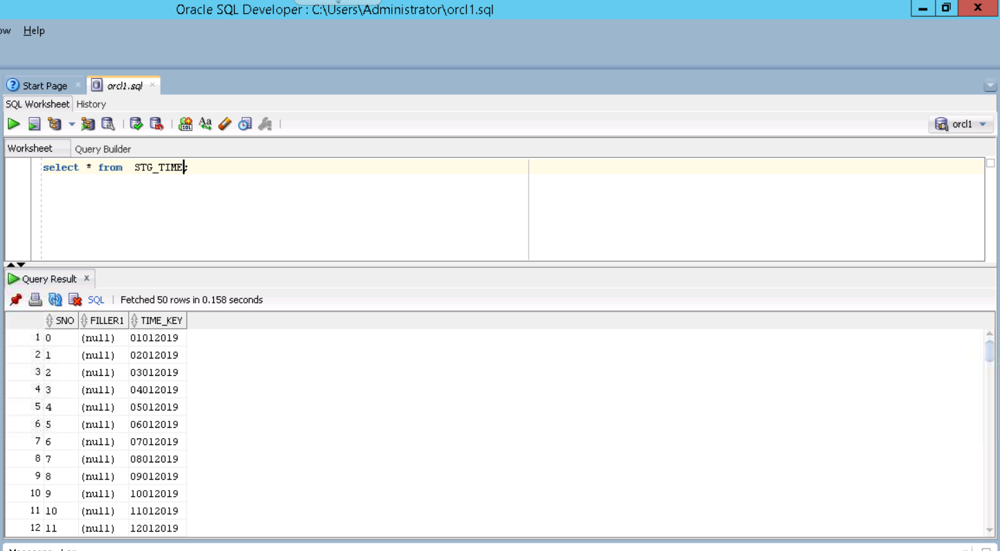 Oracle SQL Developer : C:\Users\Administrator\orcl1.sql
ow Help
Start Page orcl1.sql
SQL Worksheet History
orcl1
Worksheet Query Builder
select * from STG_TIME;
Query Result
SQL | Fetched 50 rows in 0.158 seconds
SNO FILLER1 TIME_KEY
1 0 (null) 01012019
2 1 (null) 02012019
3 2 (null) 03012019
4 3 (null) 04012019
5 4 (null) 05012019
6 5 (null) 06012019
7 6 (null) 07012019
8 7 (null) 08012019
9 8 (null) 09012019
10 9 (null) 10012019
11 10 (null) 11012019
12 11 (null) 12012019